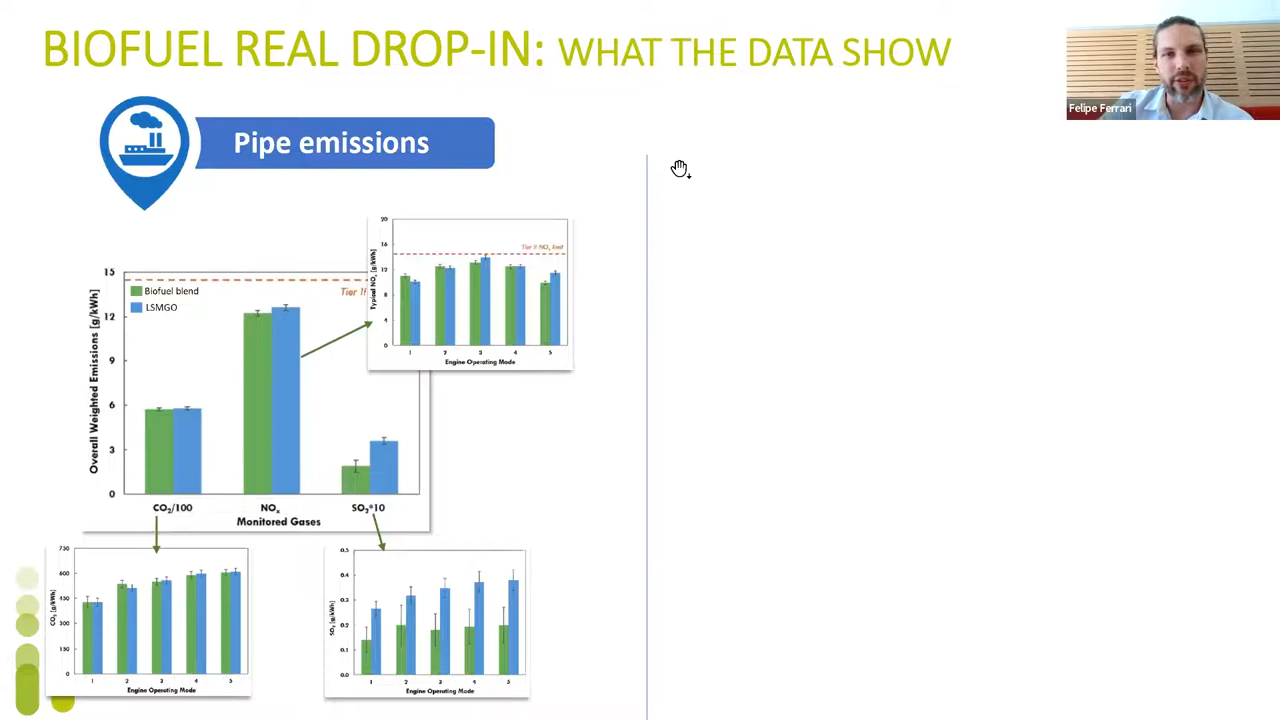 BIOFUEL REAL DROP-IN: WHAT THE DATA SHOW
Felipe Ferrari
Pipe emissions
20
16
12
8
4
0
Typical NOx [g/kWh]
Tier II NOx limit
1 2 3 4 5
Engine Operating Mode
15
12
9
6
3
0
Overall Weighted Emissions [g/kWh]
Biofuel blend
LSMGO
Tier II
CO2/100 NOx SO2*10
Monitored Gases
750
600
450
300
150
0
CO2 [g/kWh]
1 2 3 4 5
Engine Operating Mode
0.5
0.4
0.3
0.2
0.1
0.0
SO2 [g/kWh]
1 2 3 4 5
Engine Operating Mode